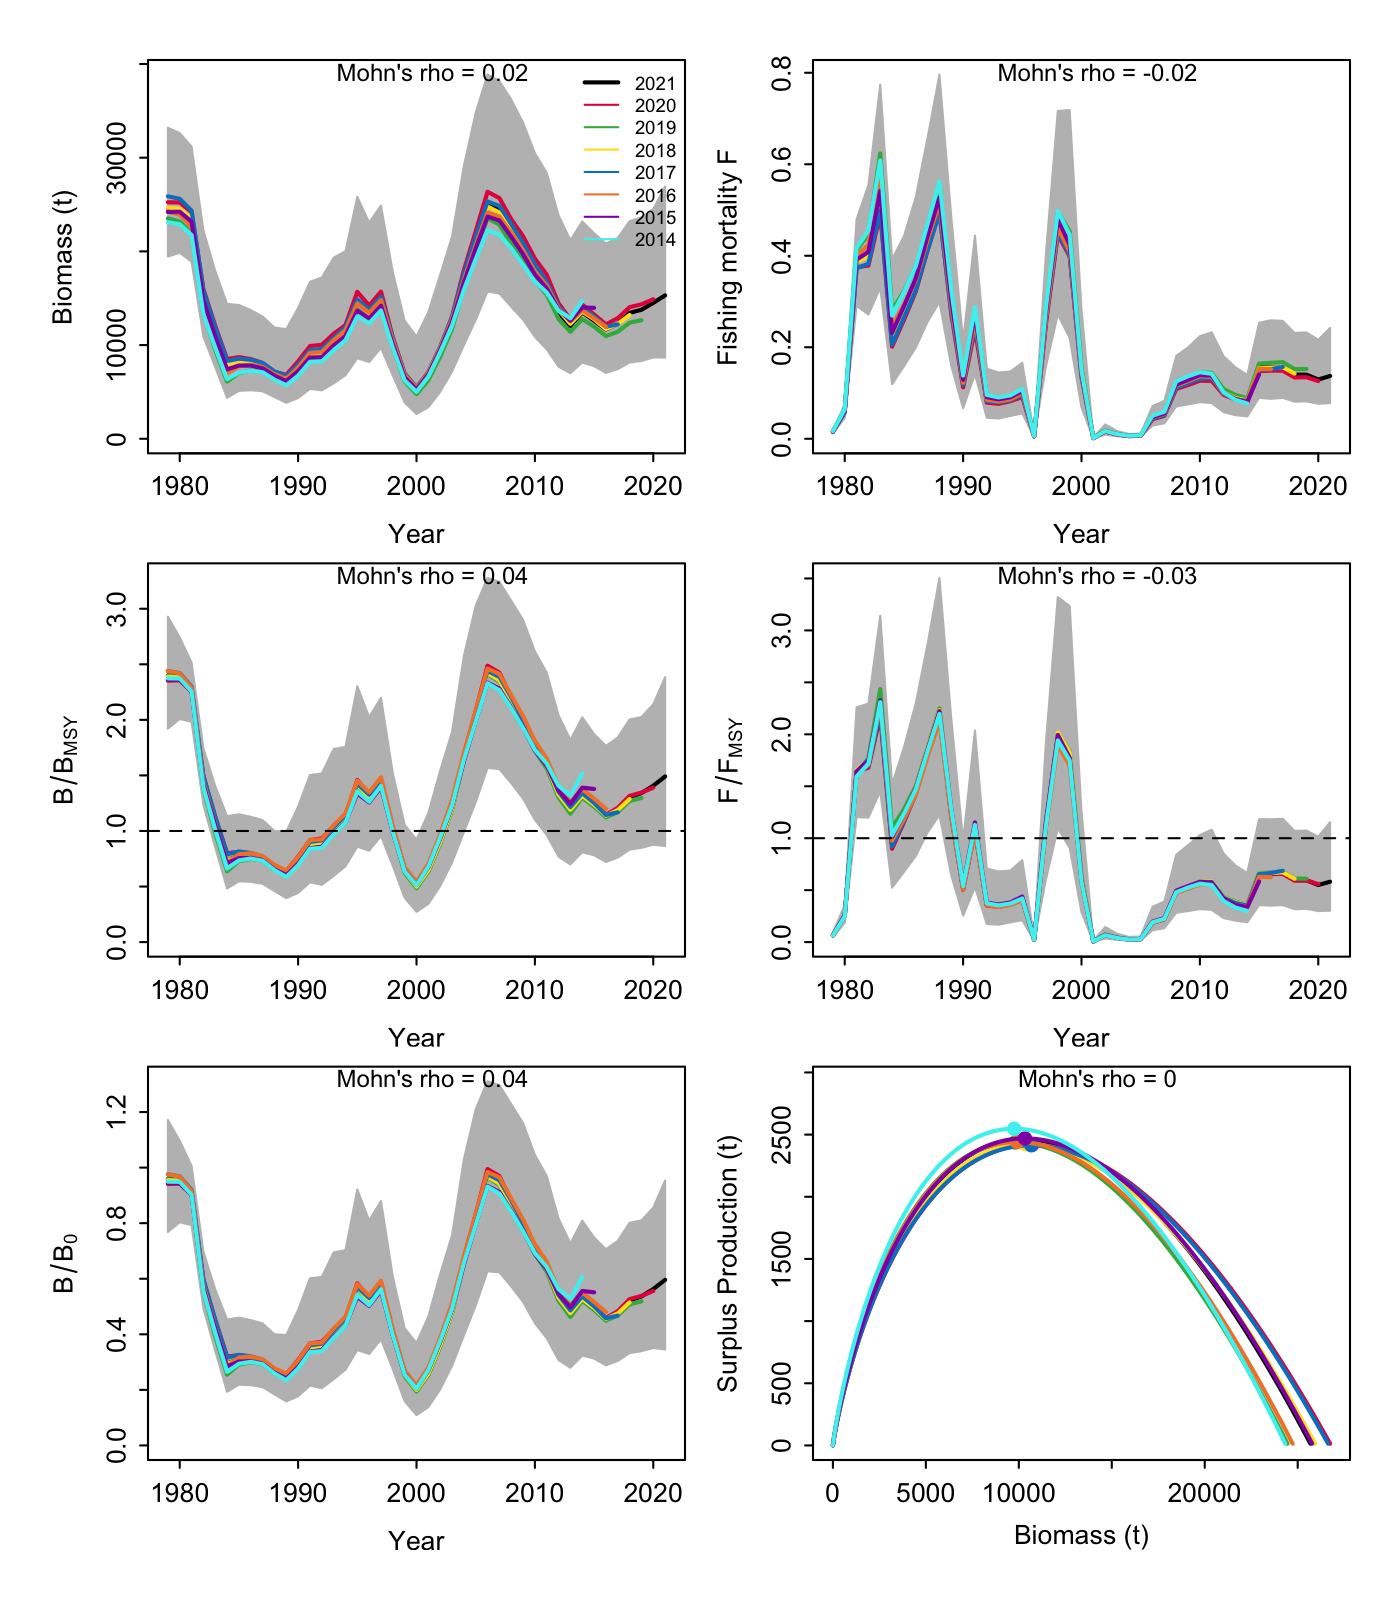 Mohn's rho = 0.02
2021
2020
2019
2018
2017
2016
2015
2014
Biomass (t)
0
10000
30000
1980 1990 2000 2010 2020
Year
Mohn's rho = -0.02
Fishing mortality F
0.0 0.2 0.4 0.6 0.8
1980 1990 2000 2010 2020
Year
Mohn's rho = 0.04
B/BMSY
0.0 1.0 2.0 3.0
1980 1990 2000 2010 2020
Year
Mohn's rho = -0.03
F/FMSY
0.0 1.0 2.0 3.0
1980 1990 2000 2010 2020
Year
Mohn's rho = 0.04
B/B0
0.0 0.4 0.8 1.2
1980 1990 2000 2010 2020
Year
Mohn's rho = 0
Surplus Production (t)
0 500 1500 2500
0 5000 10000 20000
Biomass (t)